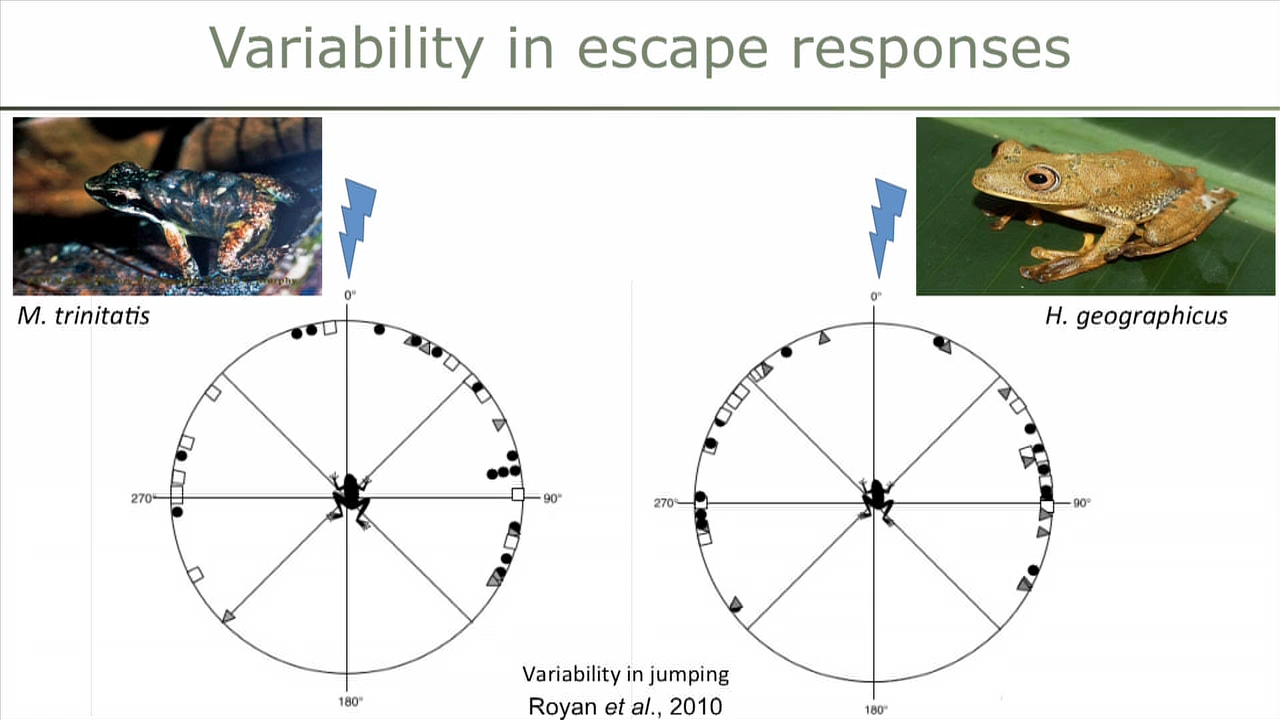 Variability in escape responses
M. trinitatis
H. geographicus
0°
270°
90°
180°
0°
270°
90°
180°
Variability in jumping
Royan et al., 2010